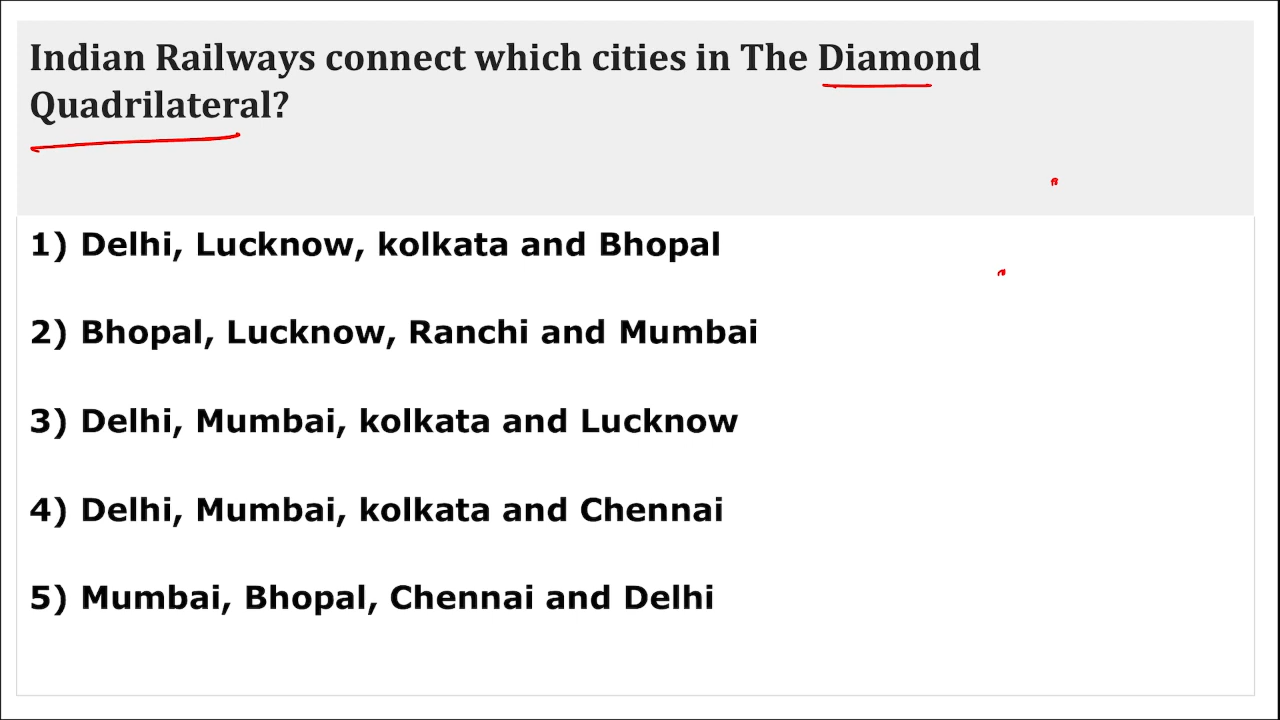 Indian Railways connect which cities in The Diamond
Quadrilateral?
1) Delhi, Lucknow, kolkata and Bhopal
2) Bhopal, Lucknow, Ranchi and Mumbai
3) Delhi, Mumbai, kolkata and Lucknow
4) Delhi, Mumbai, kolkata and Chennai
5) Mumbai, Bhopal, Chennai and Delhi